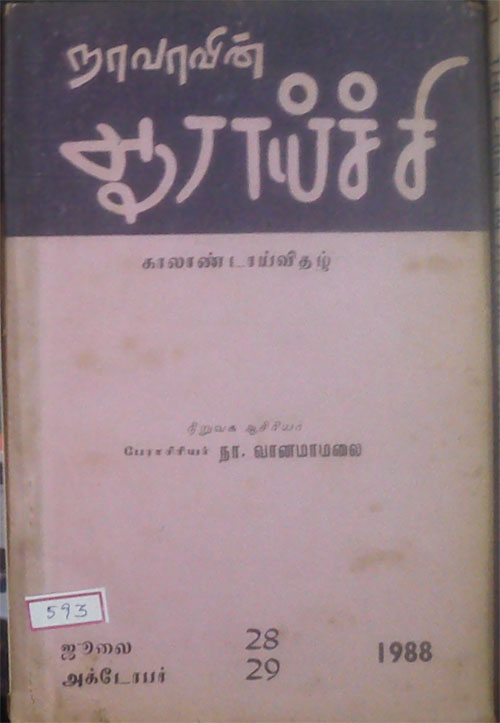 நாவாவின்
ஆராய்ச்சி
காலாண்டாய்விதழ்
நிறுவக ஆசிரியர்
பேராசிரியர் நா. வானமாமலை
593
ஜூலை 28
அக்டோபர் 29
1988